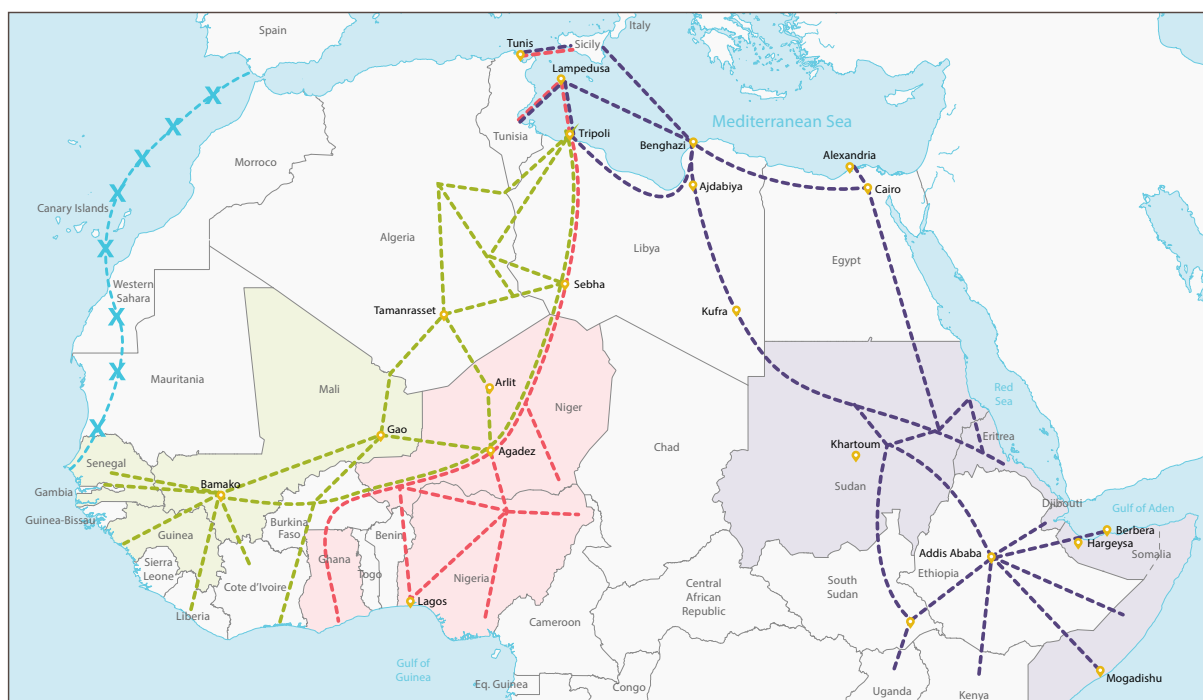 Spain
Italy
Tunis
Sicily
Lampedusa
Mediterranean Sea
Tunisia
Tripoli
Benghazi
Alexandria
Morroco
Ajdabiya
Cairo
Canary Islands
Algeria
Libya
Egypt
Western
Sahara
Sebha
Tamanrasset
Kufra
Mauritania
Mali
Arlit
Niger
Red
Sea
Gao
Chad
Khartoum
Eritrea
Senegal
Agadez
Bamako
Sudan
Gambia
Guinea-Bissau
Djibouti
Gulf of Aden
Burkina
Faso
Benin
Guinea
Berbera
Hargeysa
Somalia
Sierra
Leone
Ghana
Togo
Nigeria
Addis Ababa
Ethiopia
Cote d'Ivoire
Central
African
Republic
South
Sudan
Lagos
Liberia
Cameroon
Gulf of
Guinea
Eq. Guinea
Congo
Uganda
Kenya
Mogadishu
X
X
X
X
X
X
X
X